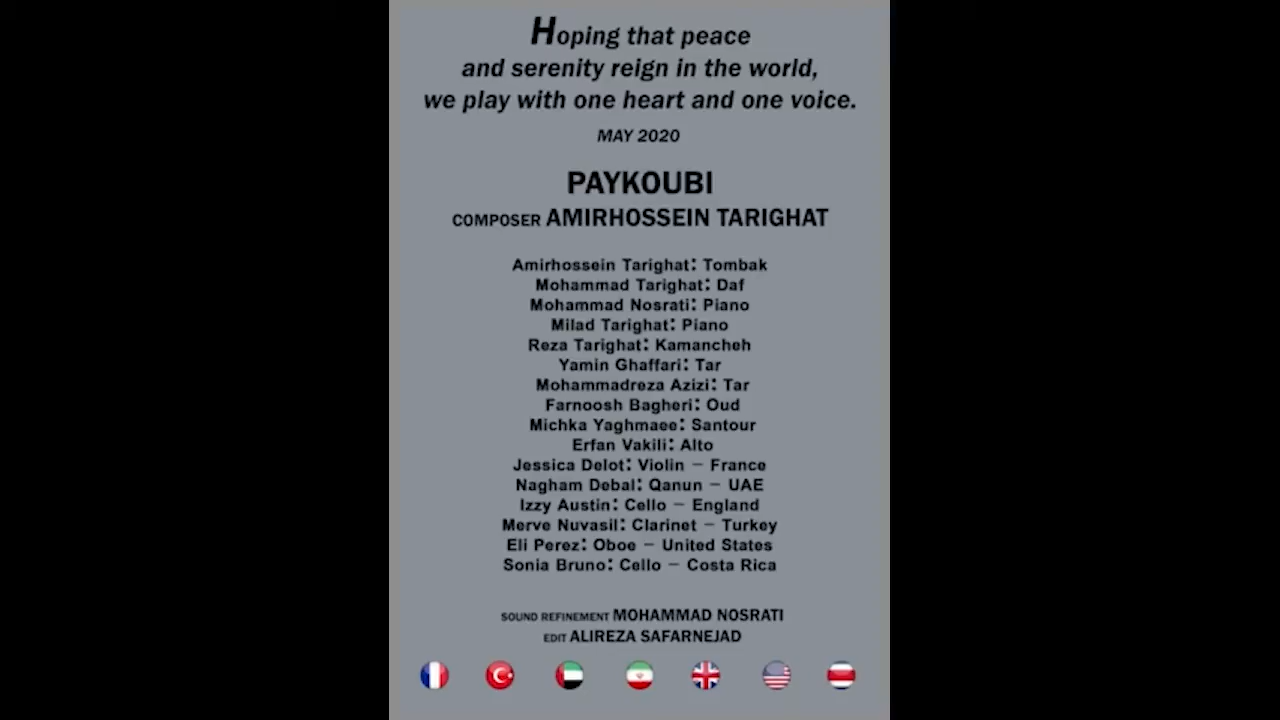 Hoping that peace
and serenity reign in the world,
we play with one heart and one voice.
MAY 2020
PAYKOUBI
COMPOSER AMIRHOSSEIN TARIGHAT
Amirhossein Tarighat: Tombak
Mohammad Tarighat: Daf
Mohammad Nosrati: Piano
Milad Tarighat: Piano
Reza Tarighat: Kamancheh
Yamin Ghaffari: Tar
Mohammadreza Azizi: Tar
Farnoosh Bagheri: Oud
Michka Yaghmaee: Santour
Erfan Vakili: Alto
Jessica Delot: Violin – France
Nagham Debal: Qanun – UAE
Izzy Austin: Cello – England
Merve Nuvasil: Clarinet – Turkey
Eli Perez: Oboe – United States
Sonia Bruno: Cello – Costa Rica
SOUND REFINEMENT MOHAMMAD NOSRATI
EDIT ALIREZA SAFARNEJAD